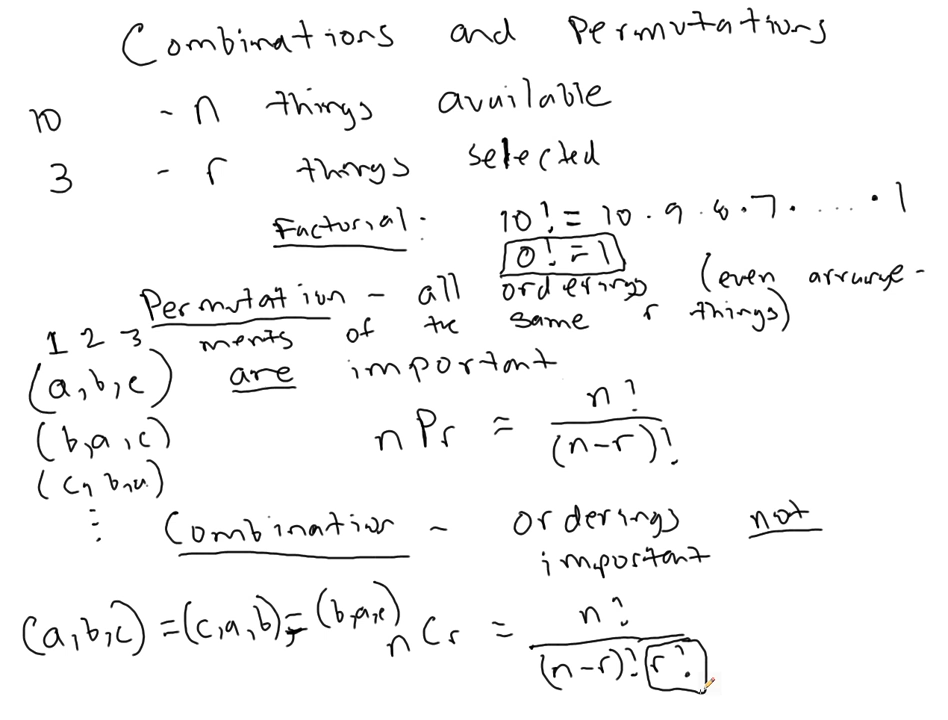 Combinations and Permutations
10 - n things available
3 - r things selected
Factorial: 10! = 10 . 9 . 8 . 7 . .... . 1
0! = 1
Permutation - all orderings (even arrange-
1 2 3 ments of the same r things)
(a, b, c) are important
(b, a, c) nPr = n! / (n-r)!
(c, b, a)
⋮ Combination - orderings not
important
(a, b, c) = (c, a, b) = (b, a, c) nCr = n! / (n-r)! r!